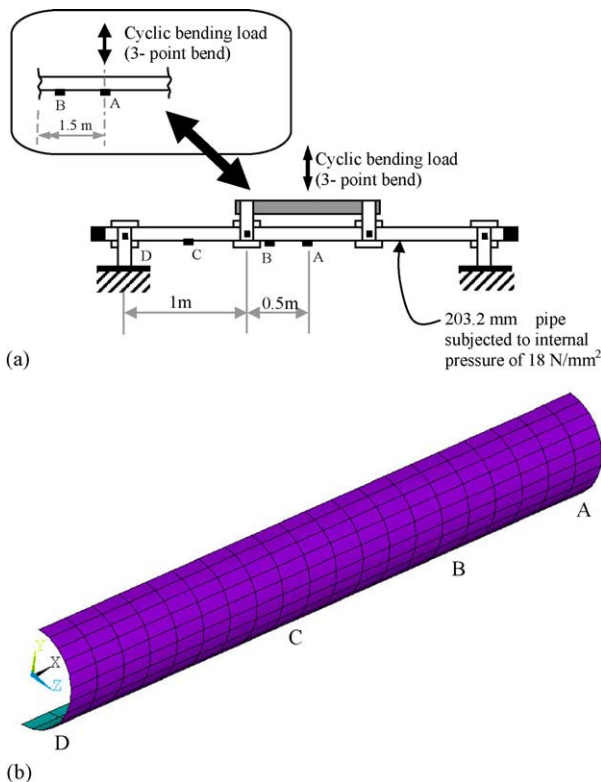 Cyclic bending load
(3- point bend)
B
A
1.5 m
Cyclic bending load
(3- point bend)
D
C
B
A
1m
0.5m
203.2 mm pipe
subjected to internal
pressure of 18 N/mm²
(a)
A
B
C
Y
X
Z
D
(b)